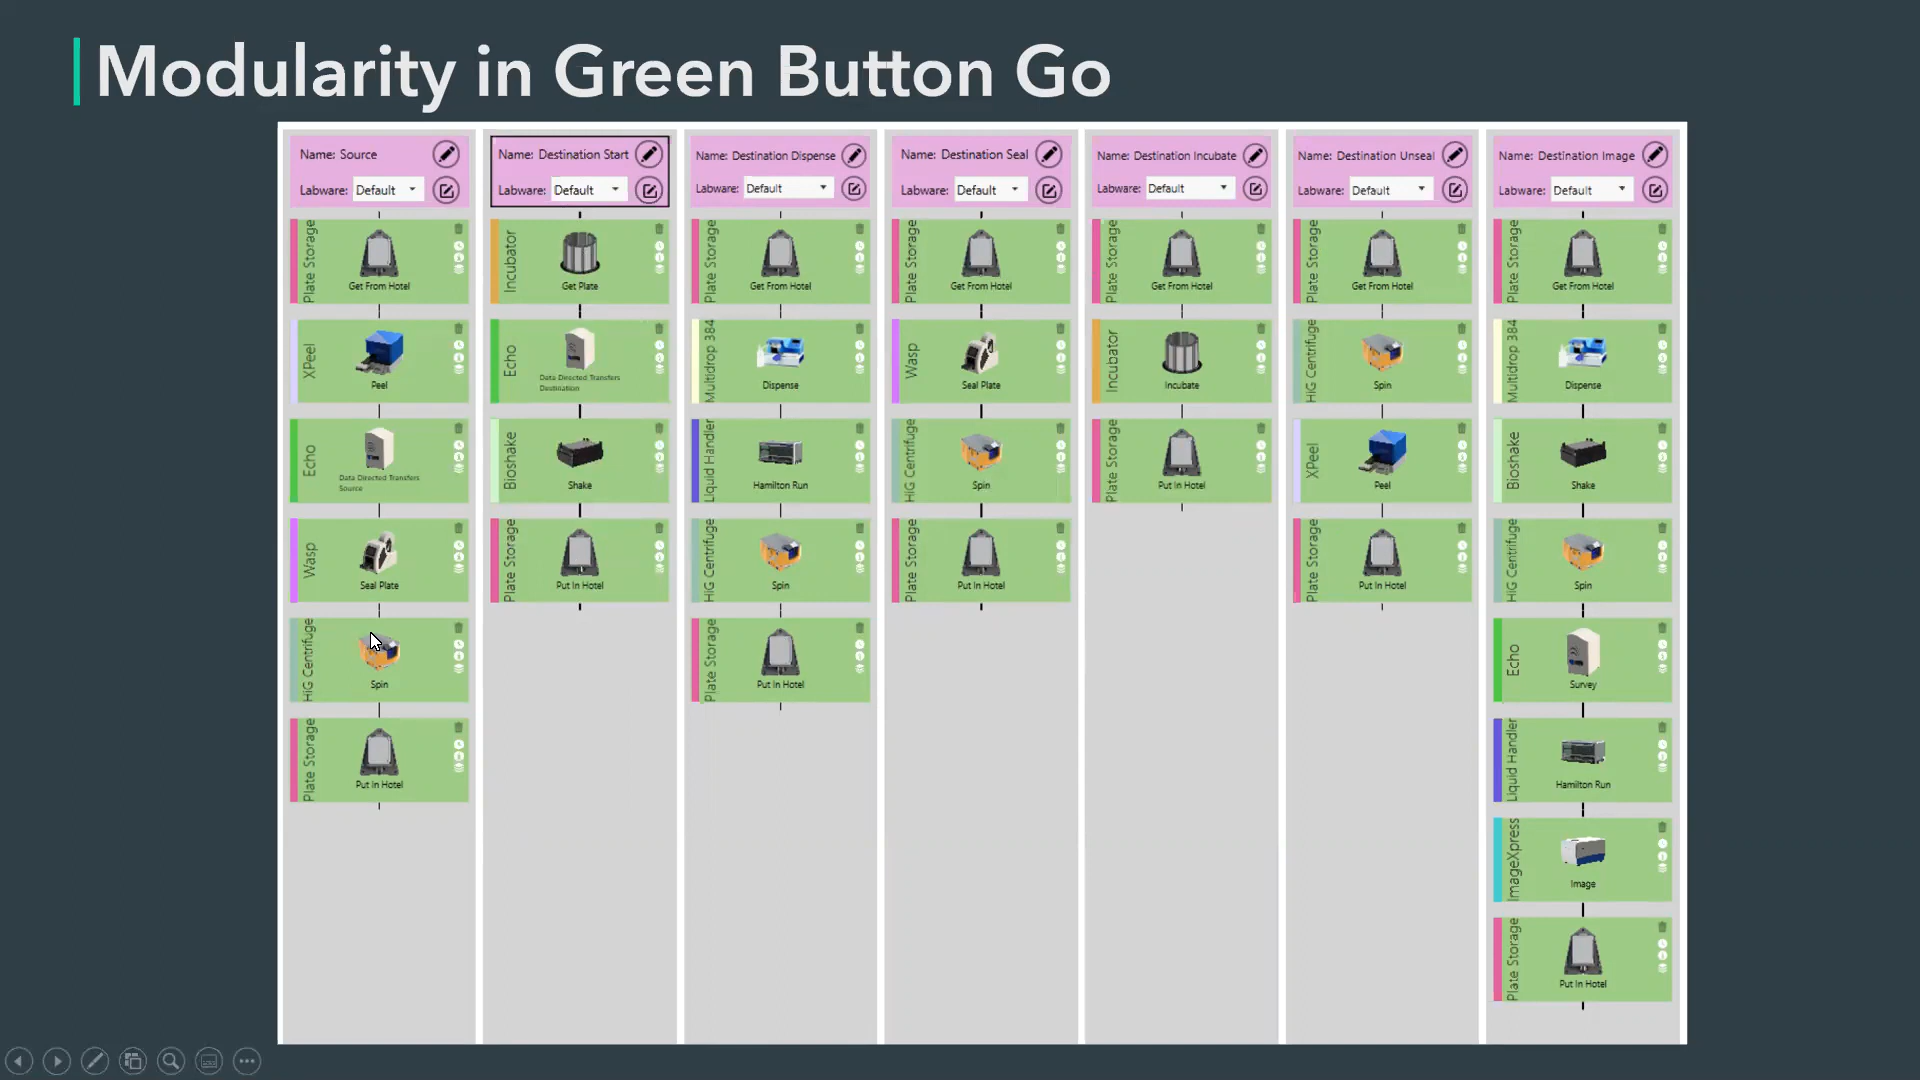 Modularity in Green Button Go
Name: Source
Labware: Default
Plate Storage
Get From Hotel
XPeel
Peel
Echo
Data Directed Transfers
Source
Wasp
Seal Plate
HiG Centrifuge
Spin
Plate Storage
Put In Hotel
Name: Destination Start
Labware: Default
Incubator
Get Plate
Echo
Data Directed Transfers
Destination
Bioshake
Shake
Plate Storage
Put In Hotel
Name: Destination Dispense
Labware: Default
Plate Storage
Get From Hotel
Multidrop 384
Dispense
Liquid Handler
Hamilton Run
HiG Centrifuge
Spin
Plate Storage
Put In Hotel
Name: Destination Seal
Labware: Default
Plate Storage
Get From Hotel
Wasp
Seal Plate
HiG Centrifuge
Spin
Plate Storage
Put In Hotel
Name: Destination Incubate
Labware: Default
Plate Storage
Get From Hotel
Incubator
Incubate
Plate Storage
Put In Hotel
Name: Destination Unseal
Labware: Default
Plate Storage
Get From Hotel
HiG Centrifuge
Spin
XPeel
Peel
Plate Storage
Put In Hotel
Name: Destination Image
Labware: Default
Plate Storage
Get From Hotel
Multidrop 384
Dispense
Bioshake
Shake
HiG Centrifuge
Spin
Echo
Survey
Liquid Handler
Hamilton Run
ImageXpress
Image
Plate Storage
Put In Hotel